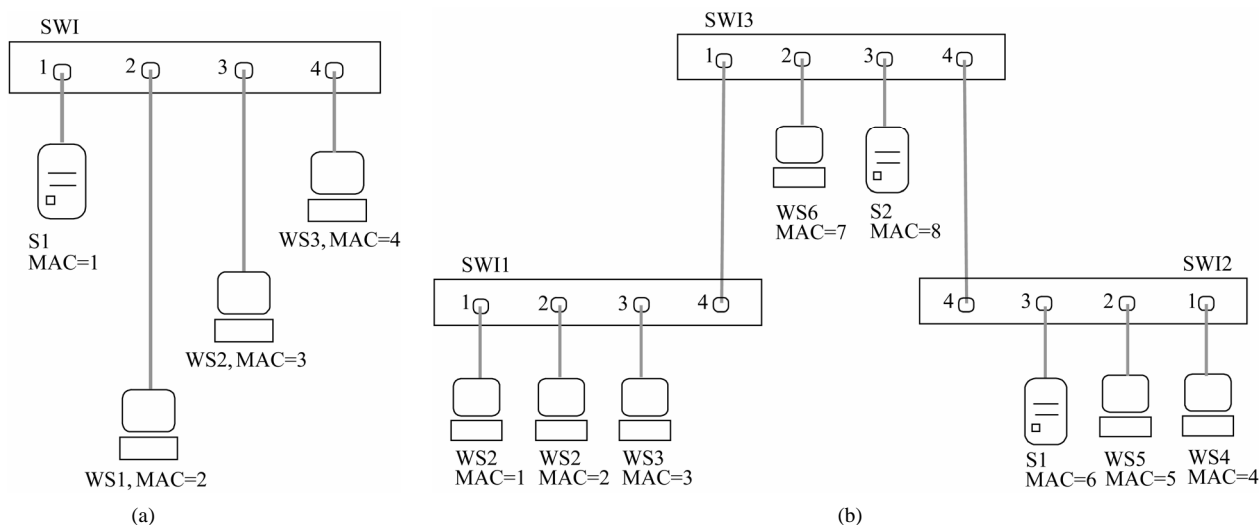 SWI
1 2 3 4
S1
MAC=1
WS3, MAC=4
WS2, MAC=3
WS1, MAC=2
(a)
SWI3
1 2 3 4
WS6
MAC=7
S2
MAC=8
SWI1
1 2 3 4
WS2
MAC=1
WS2
MAC=2
WS3
MAC=3
SWI2
4 3 2 1
S1
MAC=6
WS5
MAC=5
WS4
MAC=4
(b)